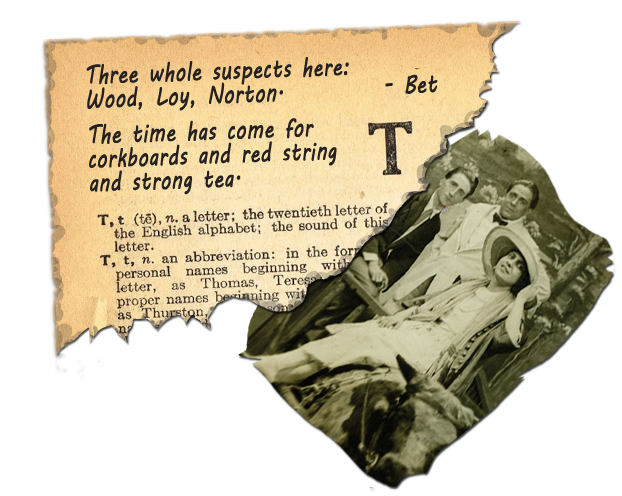 Three whole suspects here:
Wood, Loy, Norton.
- Bet
The time has come for
corkboards and red string
and strong tea.
T
T, t (tē), n. a letter; the twentieth letter of
the English alphabet; the sound of this
letter.
T, t, n. an abbreviation: in the form
personal names beginning with
letter, as Thomas, Teresa
proper names beginning wit
as Thurston,